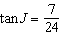 tan J = 7/24